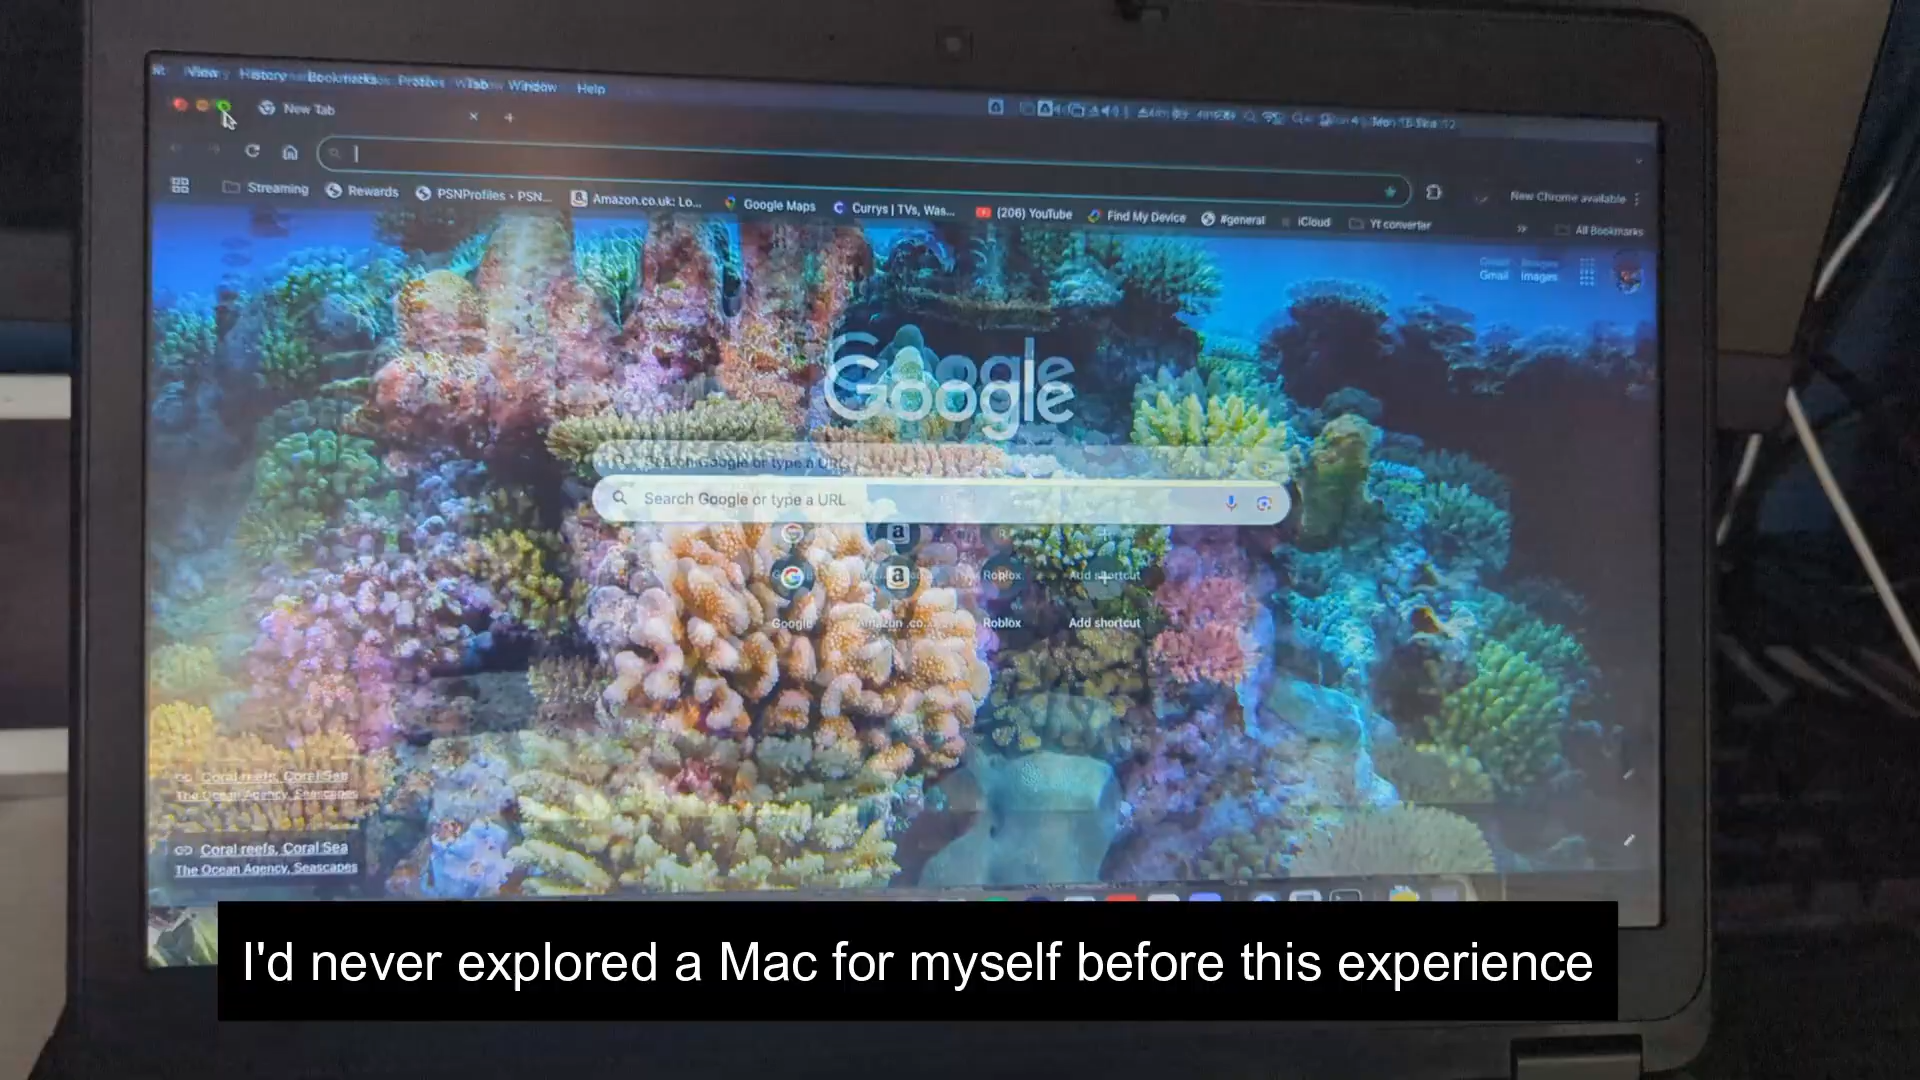 View History Bookmarks Profiles Tab Window Help
New Tab
Streaming Rewards PSNProfiles › PSN... Amazon.co.uk: Lo... Google Maps Currys | TVs, Was... (206) YouTube Find My Device #general iCloud Yt converter
New Chrome available
All Bookmarks
Gmail Images
Google
Search Google or type a URL
Google Amazon.co... Roblox Add shortcut
Coral reefs, Coral Sea
The Ocean Agency, Seascapes
I'd never explored a Mac for myself before this experience